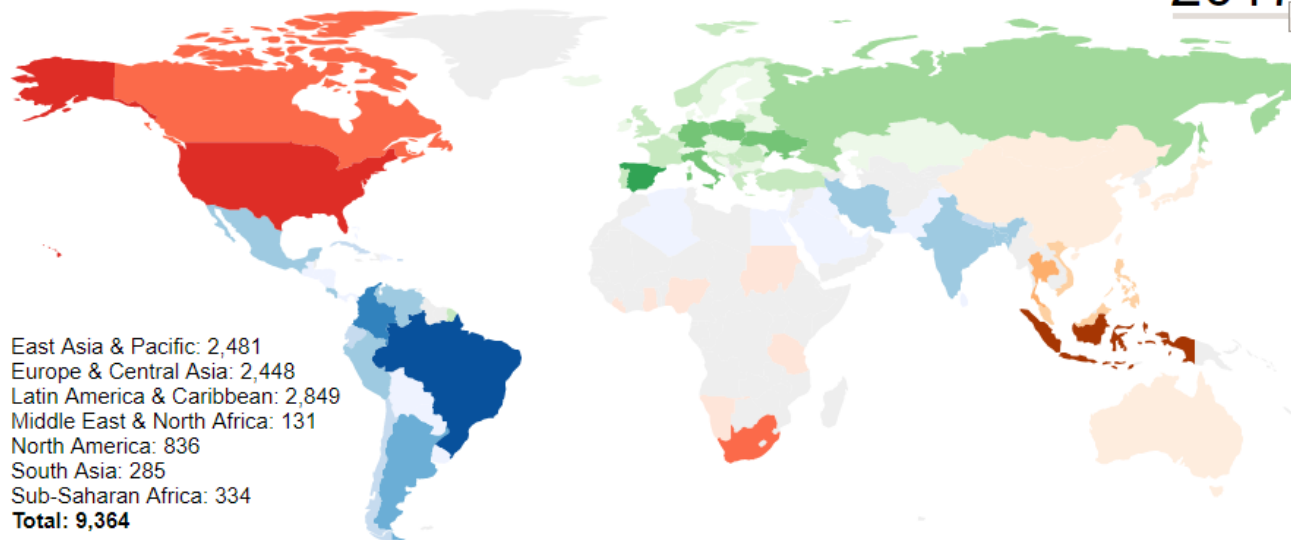 East Asia & Pacific: 2,481
Europe & Central Asia: 2,448
Latin America & Caribbean: 2,849
Middle East & North Africa: 131
North America: 836
South Asia: 285
Sub-Saharan Africa: 334
Total: 9,364